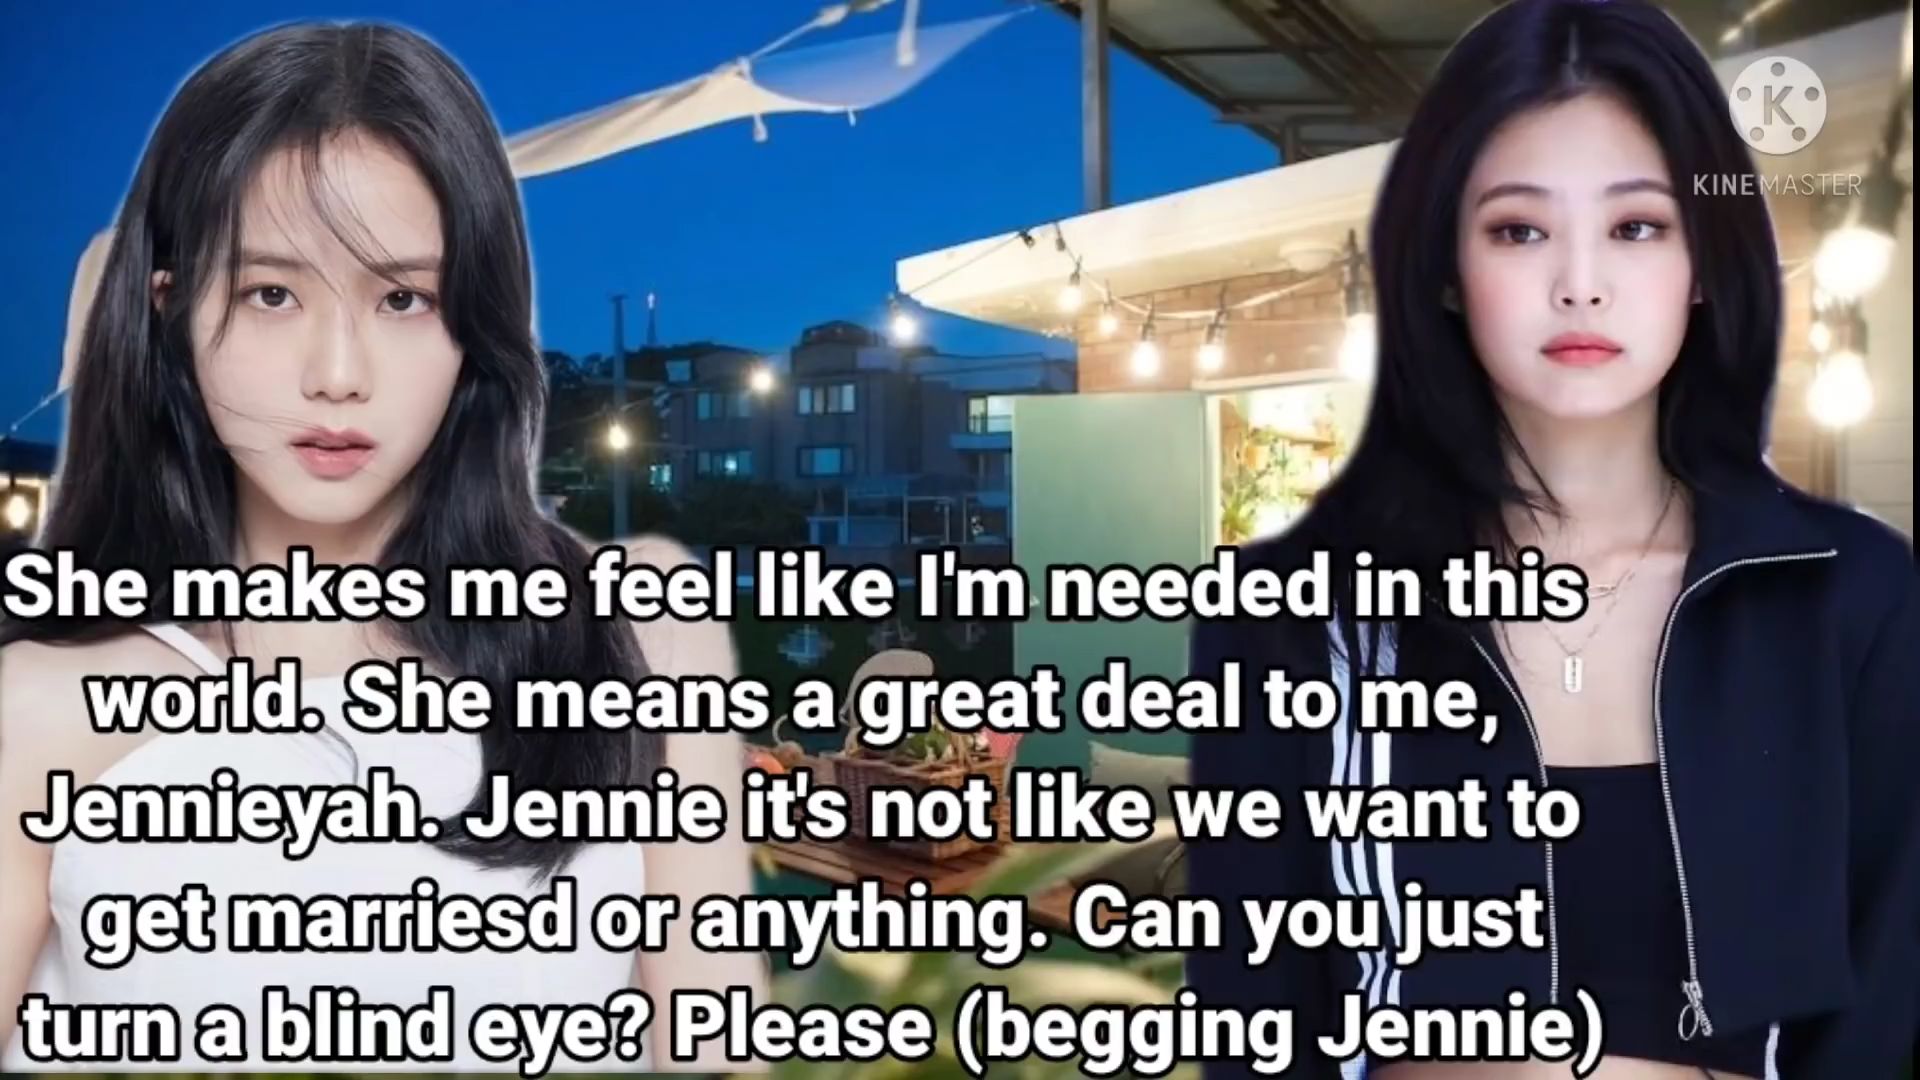 KINEMASTER
She makes me feel like I'm needed in this
world. She means a great deal to me,
Jennieyah. Jennie it's not like we want to
get marriesd or anything. Can you just
turn a blind eye? Please (begging Jennie)